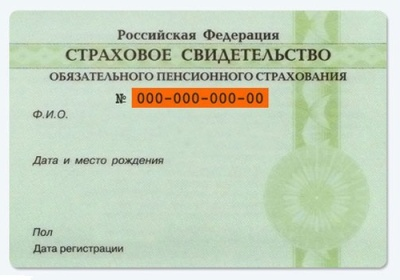 Российская Федерация
СТРАХОВОЕ СВИДЕТЕЛЬСТВО
ОБЯЗАТЕЛЬНОГО ПЕНСИОННОГО СТРАХОВАНИЯ
№ 000-000-000-00
Ф.И.О.
Дата и место рождения
Пол
Дата регистрации